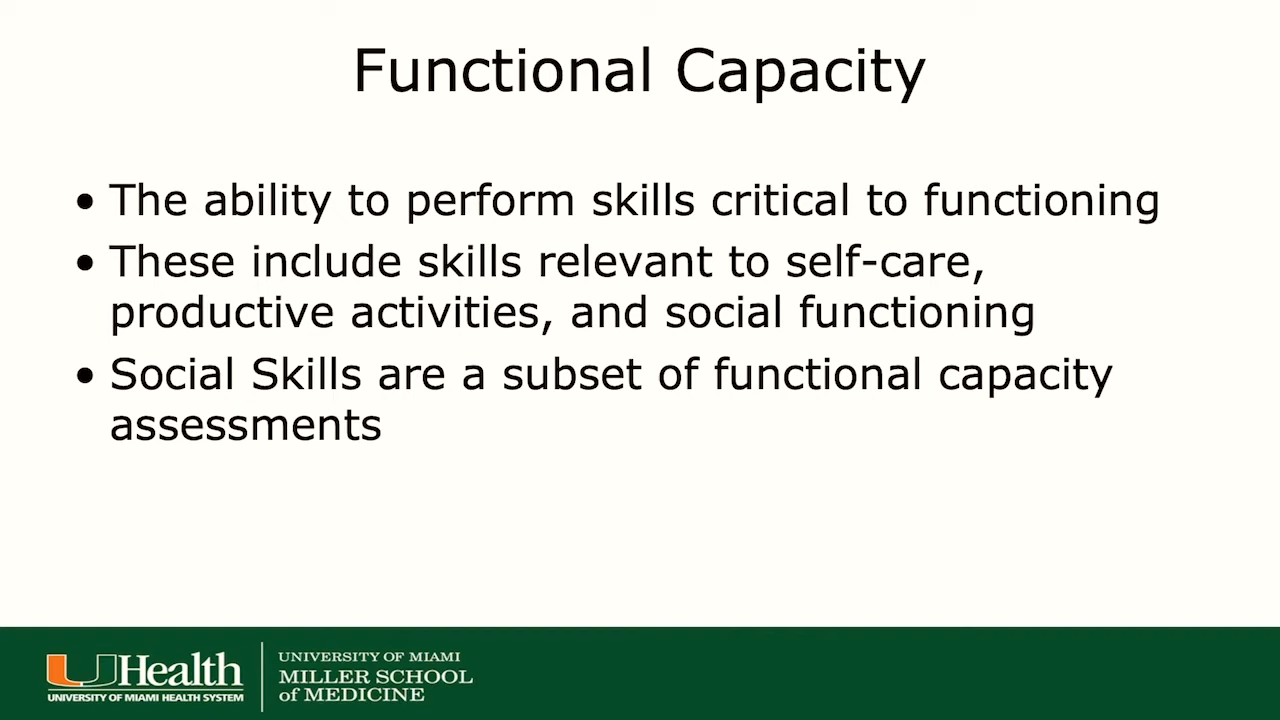 Functional Capacity
• The ability to perform skills critical to functioning
• These include skills relevant to self-care,
productive activities, and social functioning
• Social Skills are a subset of functional capacity
assessments
UHealth
UNIVERSITY OF MIAMI HEALTH SYSTEM
UNIVERSITY OF MIAMI
MILLER SCHOOL
of MEDICINE